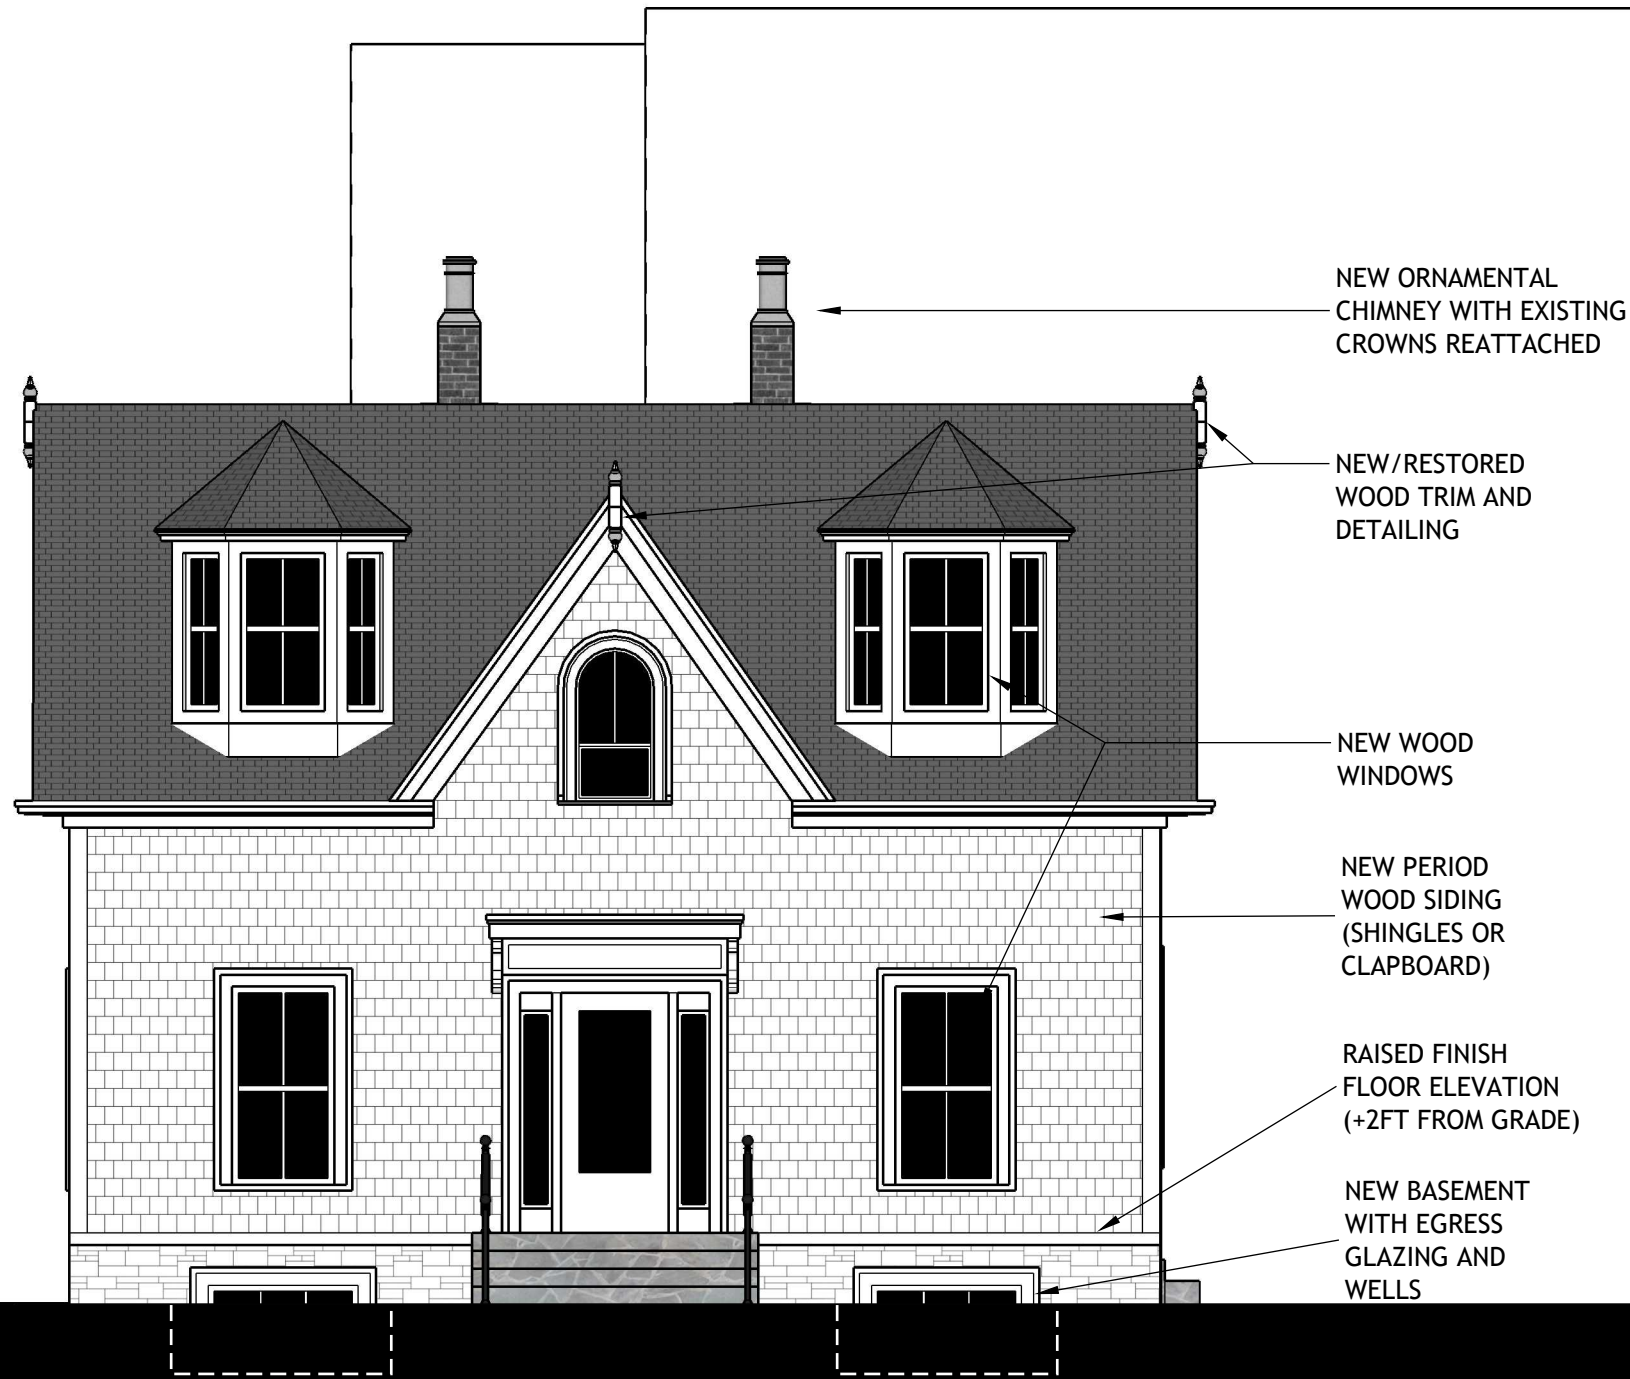 NEW ORNAMENTAL
CHIMNEY WITH EXISTING
CROWNS REATTACHED
NEW/RESTORED
WOOD TRIM AND
DETAILING
NEW WOOD
WINDOWS
NEW PERIOD
WOOD SIDING
(SHINGLES OR
CLAPBOARD)
RAISED FINISH
FLOOR ELEVATION
(+2FT FROM GRADE)
NEW BASEMENT
WITH EGRESS
GLAZING AND
WELLS